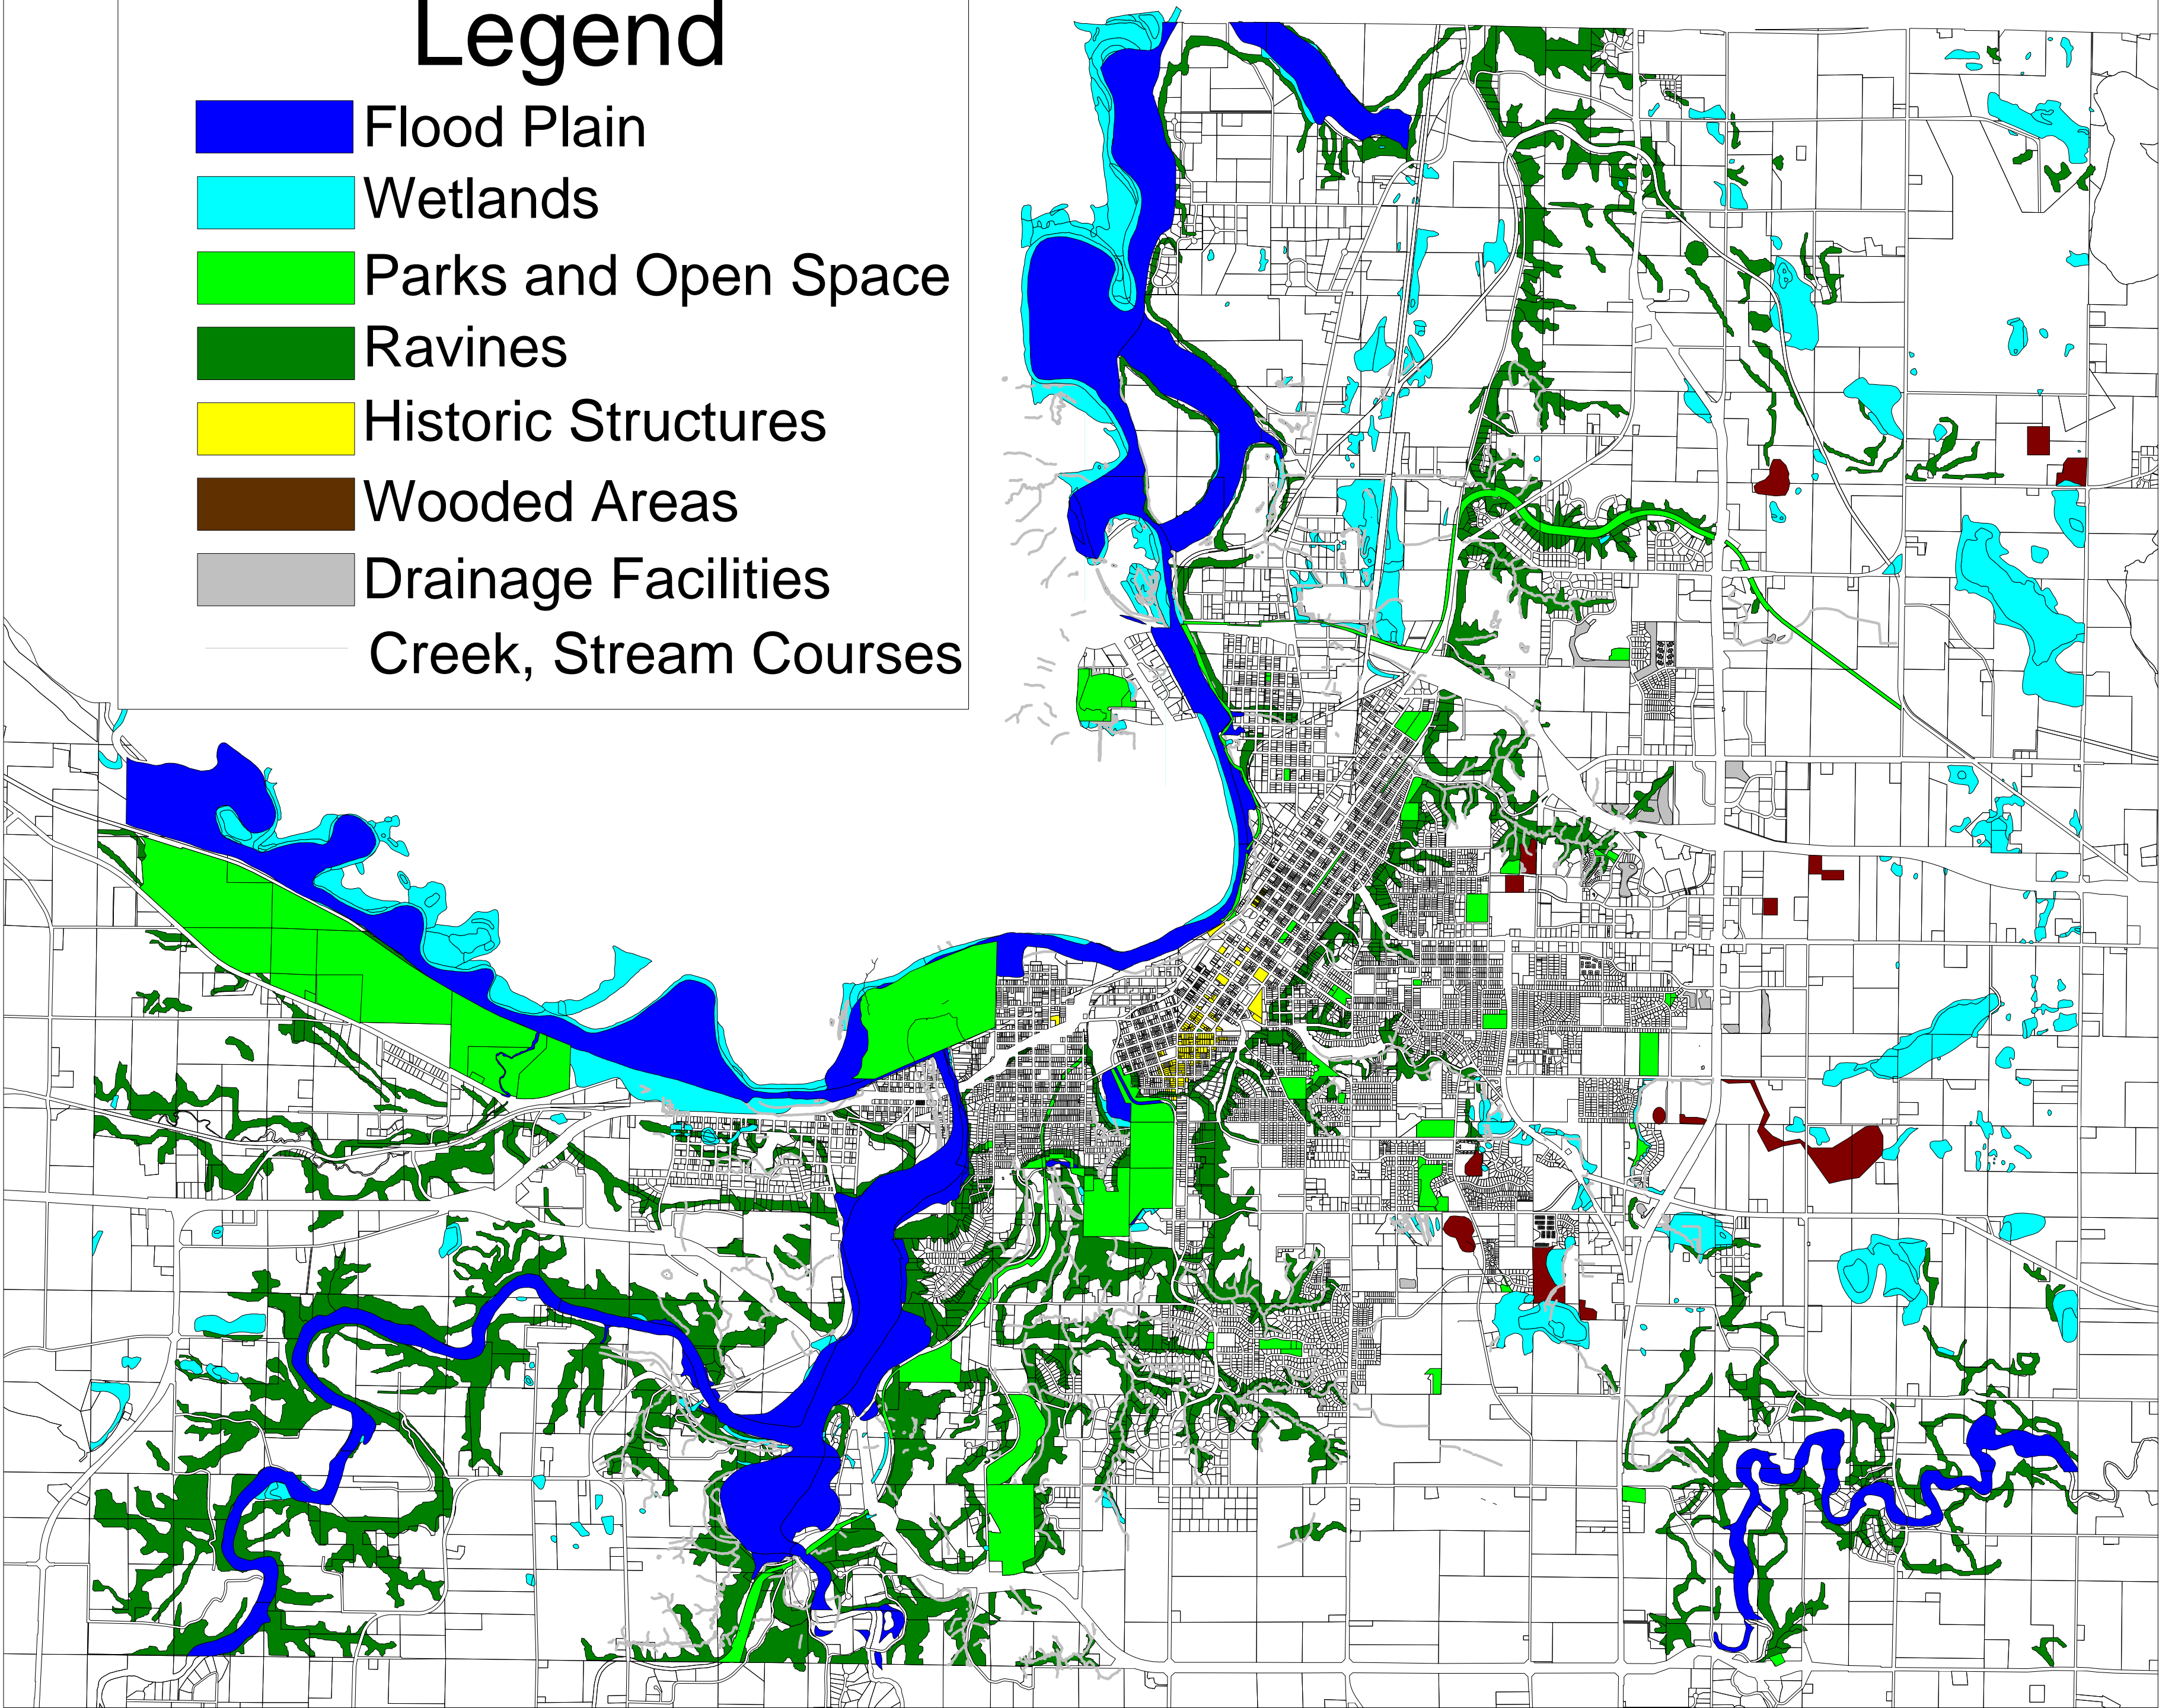 Legend
Flood Plain
Wetlands
Parks and Open Space
Ravines
Historic Structures
Wooded Areas
Drainage Facilities
Creek, Stream Courses